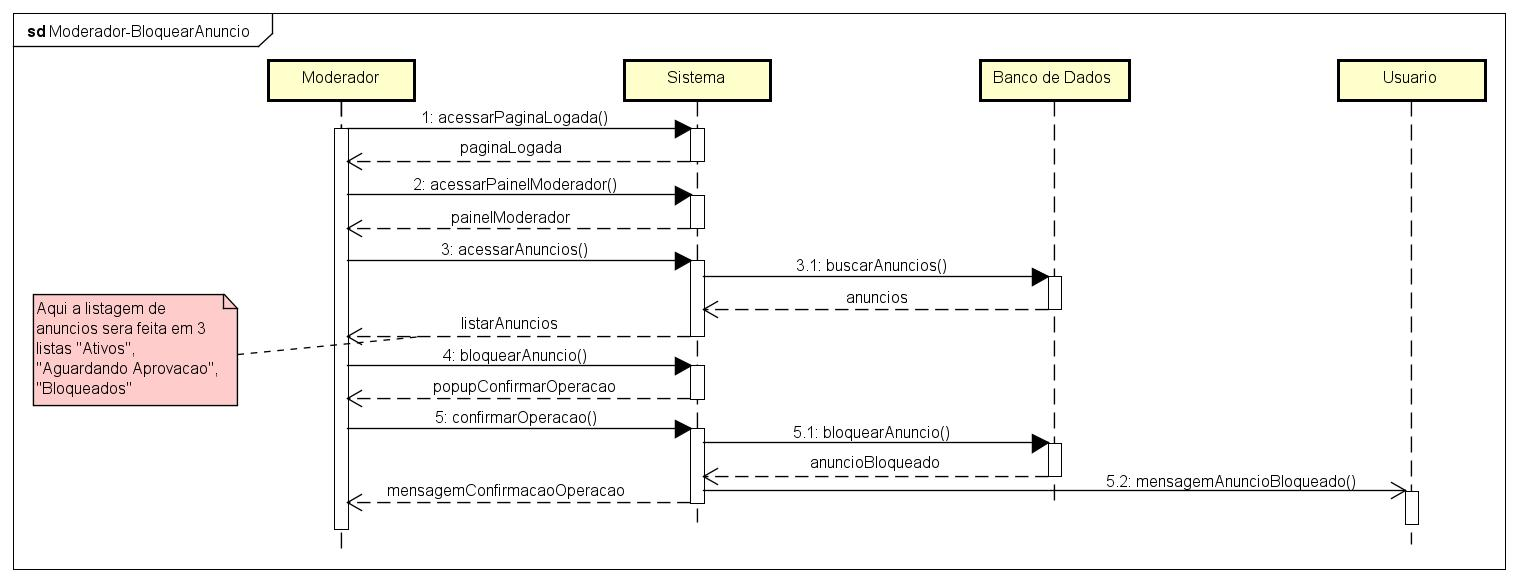 sd Moderador-BloquearAnuncio
Moderador
Sistema
Banco de Dados
Usuario
1: acessarPaginaLogada()
paginaLogada
2: acessarPainelModerador()
painelModerador
3: acessarAnuncios()
3.1: buscarAnuncios()
anuncios
Aqui a listagem de
anuncios sera feita em 3
listas "Ativos",
"Aguardando Aprovacao",
"Bloqueados"
listarAnuncios
4: bloquearAnuncio()
popupConfirmarOperacao
5: confirmarOperacao()
5.1: bloquearAnuncio()
anuncioBloqueado
5.2: mensagemAnuncioBloqueado()
mensagemConfirmacaoOperacao